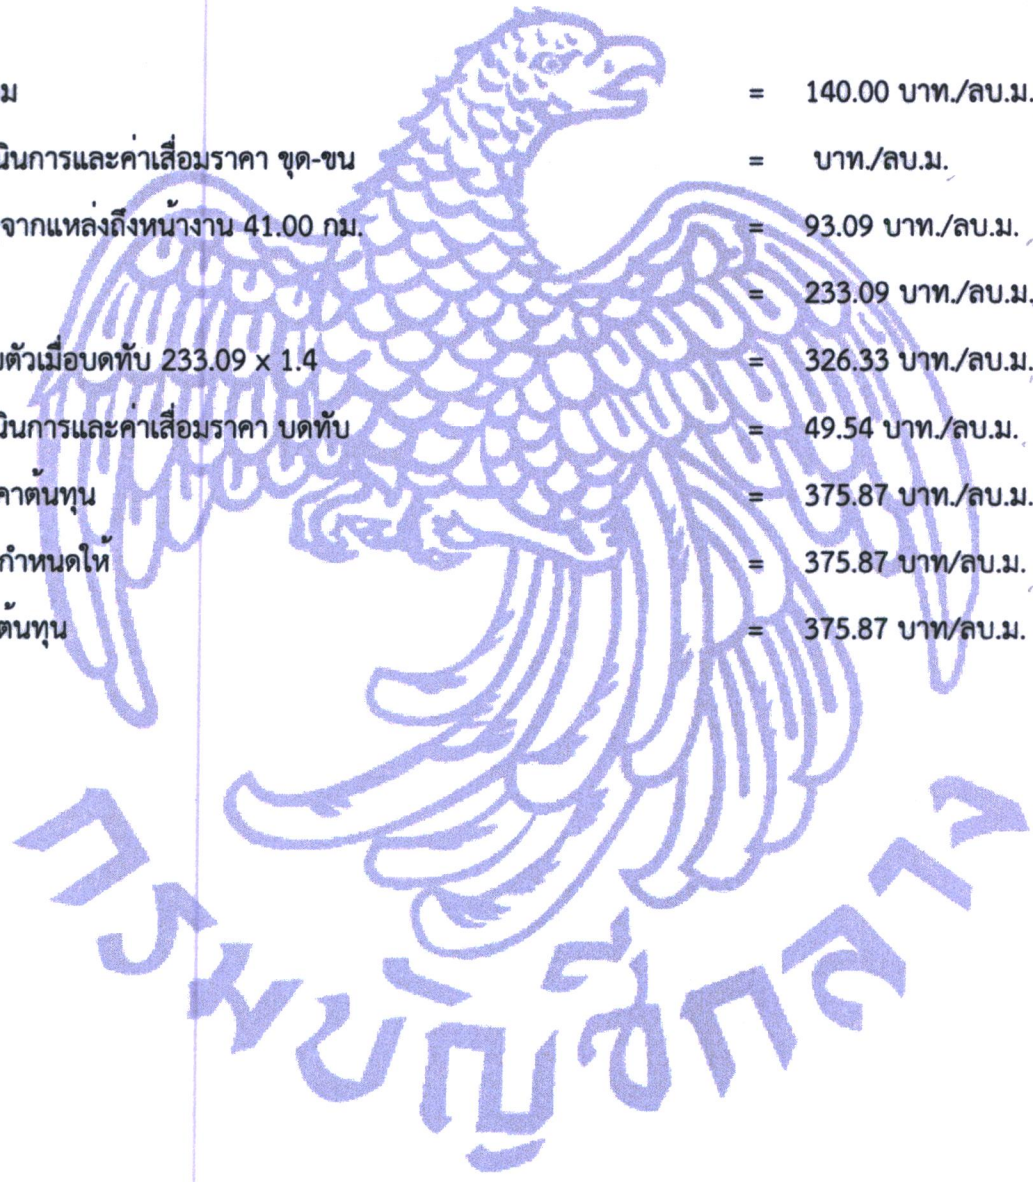 ม = 140.00 บาท./ลบ.ม.
นินการและค่าเสื่อมราคา ขุด-ขน = บาท./ลบ.ม.
จากแหล่งถึงหน้างาน 41.00 กม. = 93.09 บาท./ลบ.ม.
= 233.09 บาท./ลบ.ม.
ตัวเมื่อบดทับ 233.09 x 1.4 = 326.33 บาท./ลบ.ม.
นินการและค่าเสื่อมราคา บดทับ = 49.54 บาท./ลบ.ม.
คาต้นทุน = 375.87 บาท./ลบ.ม.
กำหนดให้ = 375.87 บาท/ลบ.ม.
ต้นทุน = 375.87 บาท/ลบ.ม.
กรมบัญชีกลาง